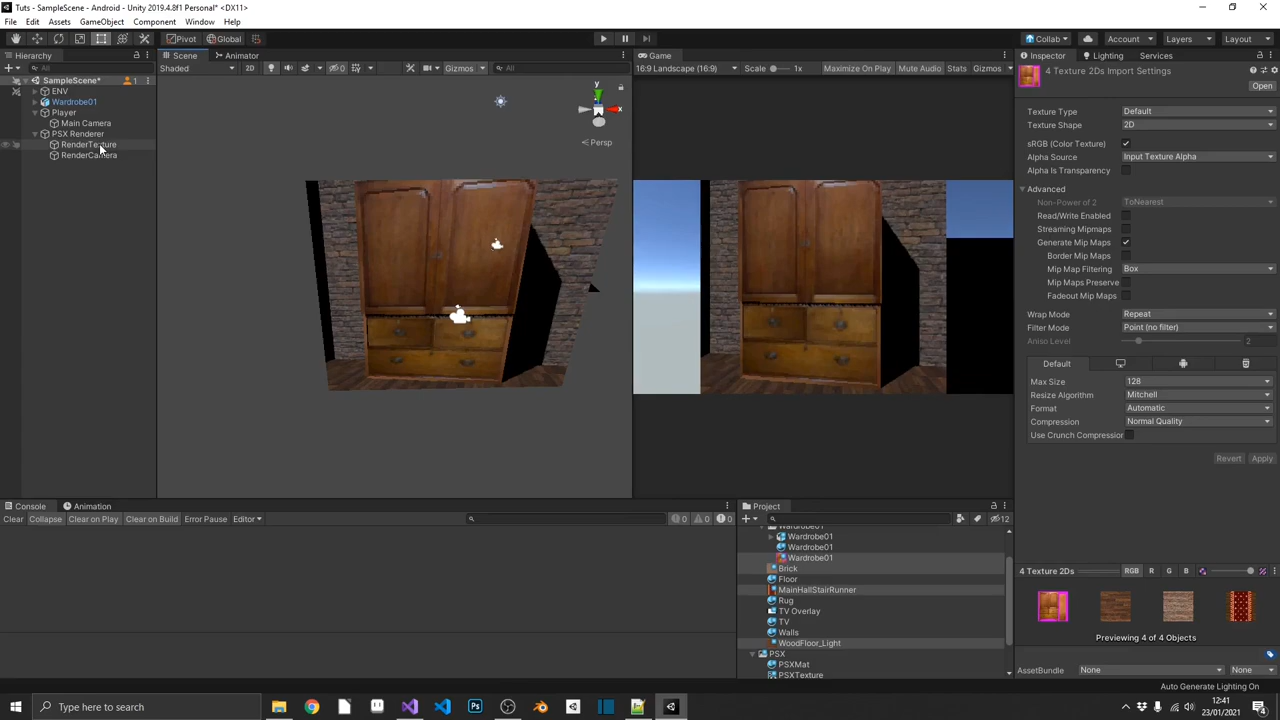 Tuts - SampleScene - Android - Unity 2019.4.8f1 Personal* <DX11>
File Edit Assets GameObject Component Window Help
Pivot Global Collab Account Layers Layout
Hierarchy Scene Animator Game Inspector Lighting Services
All Shaded 2D Gizmos All 16:9 Landscape (16:9) Scale 1x Maximize On Play Mute Audio Stats Gizmos
4 Texture 2Ds Import Settings
Open
SampleScene*
1
ENV
Wardrobe01
Player
Main Camera
PSX Renderer
RenderTexture
RenderCamera
y
x
Persp
Texture Type Default
Texture Shape 2D
sRGB (Color Texture)
Alpha Source Input Texture Alpha
Alpha Is Transparency
Advanced
Non-Power of 2 ToNearest
Read/Write Enabled
Streaming Mipmaps
Generate Mip Maps
Border Mip Maps
Mip Map Filtering Box
Mip Maps Preserve
Fadeout Mip Maps
Wrap Mode Repeat
Filter Mode Point (no filter)
Aniso Level 2
Default
Max Size 128
Resize Algorithm Mitchell
Format Automatic
Compression Normal Quality
Use Crunch Compression
Revert Apply
Console Animation
Clear Collapse Clear on Play Clear on Build Error Pause Editor 0 0 0
Project
12
Wardrobe01
Wardrobe01
Wardrobe01
Wardrobe01
Brick
Floor
MainHallStairRunner
Rug
TV Overlay
TV
Walls
WoodFloor_Light
PSX
PSXMat
PSXTexture
4 Texture 2Ds RGB R G B
Previewing 4 of 4 Objects
AssetBundle None None
Auto Generate Lighting On
Type here to search
12:41
23/01/2021